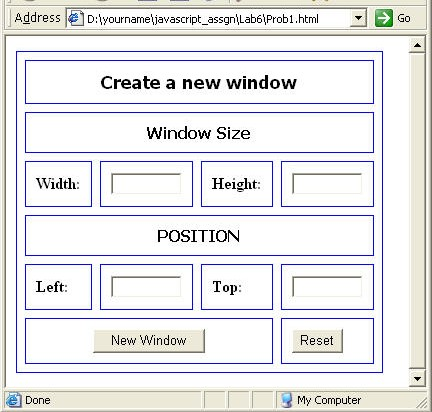 Address D:\yourname\javascript_assgn\Lab6\Prob1.html Go
Create a new window
Window Size
Width: Height:
POSITION
Left: Top:
New Window Reset
Done My Computer